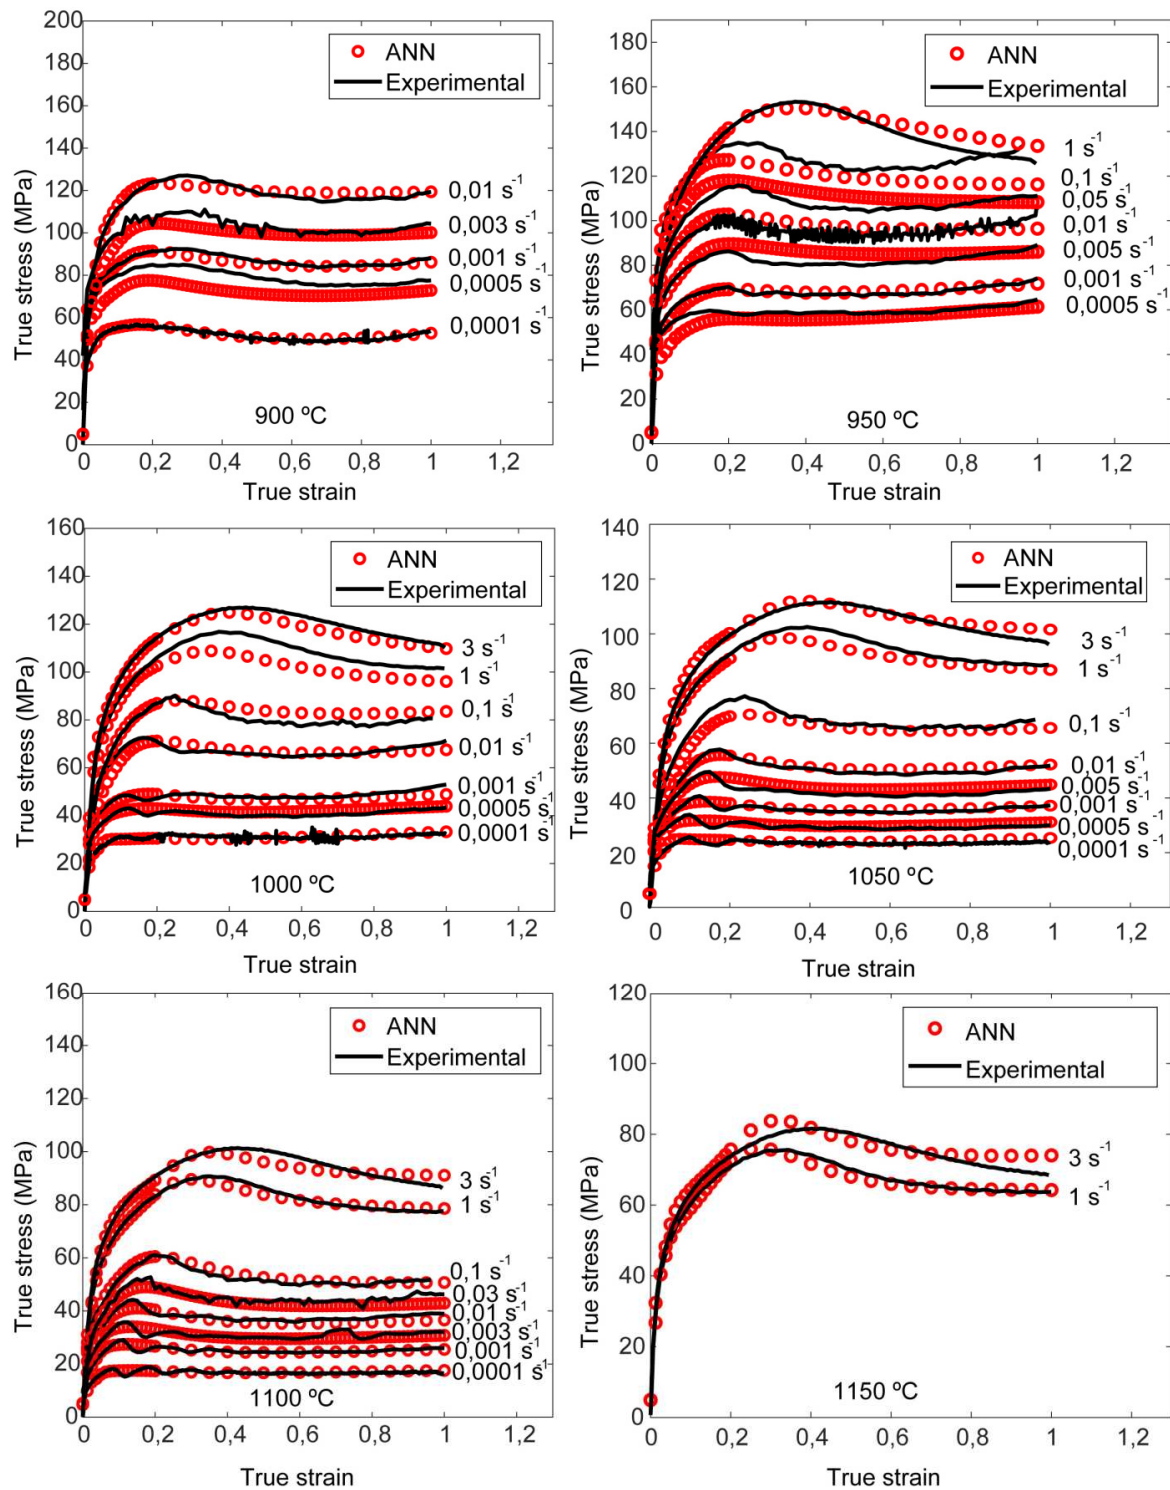 200
180
160
140
120
100
80
60
40
20
0
True stress (MPa)
ANN
Experimental
0,01 s⁻¹
0,003 s⁻¹
0,001 s⁻¹
0,0005 s⁻¹
0,0001 s⁻¹
900 ºC
0 0,2 0,4 0,6 0,8 1 1,2
True strain
180
160
140
120
100
80
60
40
20
0
True stress (MPa)
ANN
Experimental
1 s⁻¹
0,1 s⁻¹
0,05 s⁻¹
0,01 s⁻¹
0,005 s⁻¹
0,001 s⁻¹
0,0005 s⁻¹
950 ºC
0 0,2 0,4 0,6 0,8 1 1,2
True strain
160
140
120
100
80
60
40
20
0
True stress (MPa)
ANN
Experimental
3 s⁻¹
1 s⁻¹
0,1 s⁻¹
0,01 s⁻¹
0,001 s⁻¹
0,0005 s⁻¹
0,0001 s⁻¹
1000 ºC
0 0,2 0,4 0,6 0,8 1 1,2
True strain
140
120
100
80
60
40
20
0
True stress (MPa)
ANN
Experimental
3 s⁻¹
1 s⁻¹
0,1 s⁻¹
0,01 s⁻¹
0,005 s⁻¹
0,001 s⁻¹
0,0005 s⁻¹
0,0001 s⁻¹
1050 ºC
0 0,2 0,4 0,6 0,8 1 1,2
True strain
160
140
120
100
80
60
40
20
0
True stress (MPa)
ANN
Experimental
3 s⁻¹
1 s⁻¹
0,1 s⁻¹
0,03 s⁻¹
0,01 s⁻¹
0,003 s⁻¹
0,001 s⁻¹
0,0001 s⁻¹
1100 ºC
0 0,2 0,4 0,6 0,8 1 1,2
True strain
120
100
80
60
40
20
0
True stress (MPa)
ANN
Experimental
3 s⁻¹
1 s⁻¹
1150 ºC
0 0,2 0,4 0,6 0,8 1 1,2
True strain